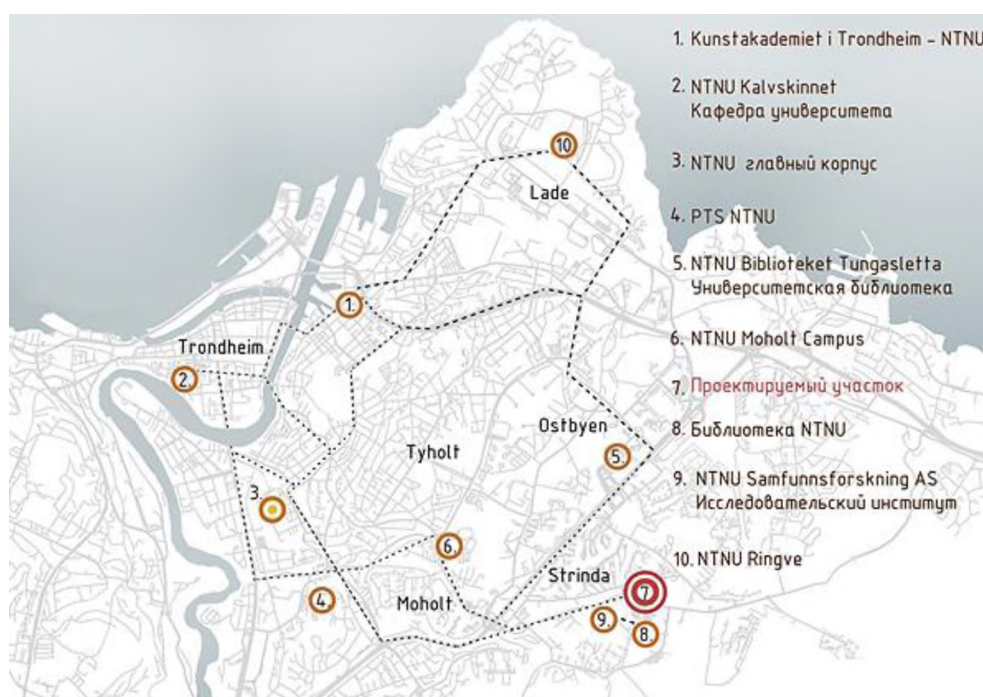 1. Kunstakademiet i Trondheim - NTNU
2. NTNU Kalvskinnet
Кафедра университета
3. NTNU главный корпус
4. PTS NTNU
5. NTNU Biblioteket Tungasletta
Университетская библиотека
6. NTNU Moholt Campus
7. Проектируемый участок
8. Библиотека NTNU
9. NTNU Samfunnsforskning AS
Исследовательский институт
10. NTNU Ringve
10
Lade
1.
Trondheim
2.
Ostbyen
Tyholt
5.
3.
6.
Strinda
7
4.
Moholt
9.
8.